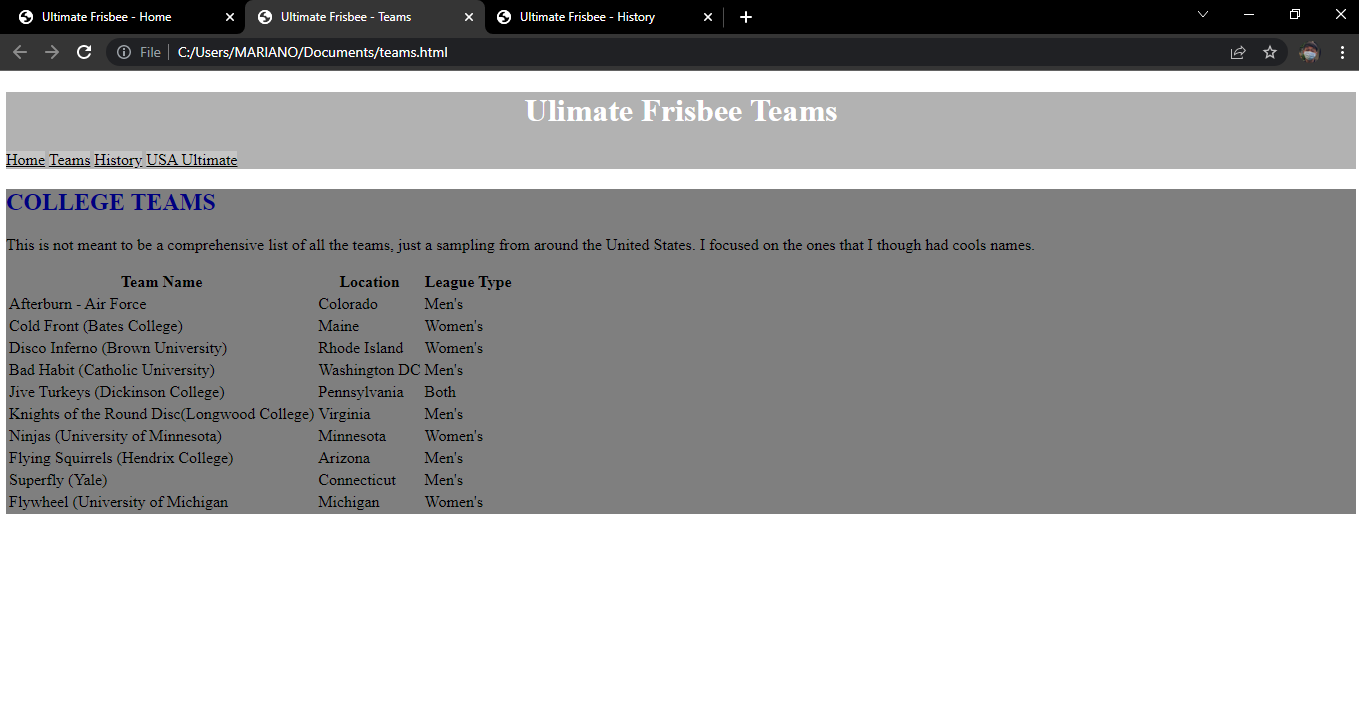 Ultimate Frisbee - Home Ultimate Frisbee - Teams Ultimate Frisbee - History
File C:/Users/MARIANO/Documents/teams.html
Ulimate Frisbee Teams
Home Teams History USA Ultimate
COLLEGE TEAMS
This is not meant to be a comprehensive list of all the teams, just a sampling from around the United States. I focused on the ones that I though had cools names.
Team Name Location League Type
Afterburn - Air Force Colorado Men's
Cold Front (Bates College) Maine Women's
Disco Inferno (Brown University) Rhode Island Women's
Bad Habit (Catholic University) Washington DC Men's
Jive Turkeys (Dickinson College) Pennsylvania Both
Knights of the Round Disc(Longwood College) Virginia Men's
Ninjas (University of Minnesota) Minnesota Women's
Flying Squirrels (Hendrix College) Arizona Men's
Superfly (Yale) Connecticut Men's
Flywheel (University of Michigan Michigan Women's